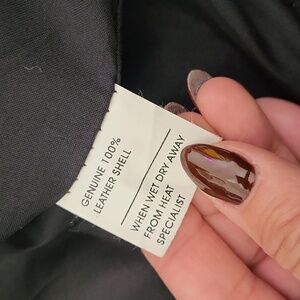 GENUINE 100%
LEATHER SHELL
WHEN WET DRY AWAY
FROM HEAT
SPECIALIST